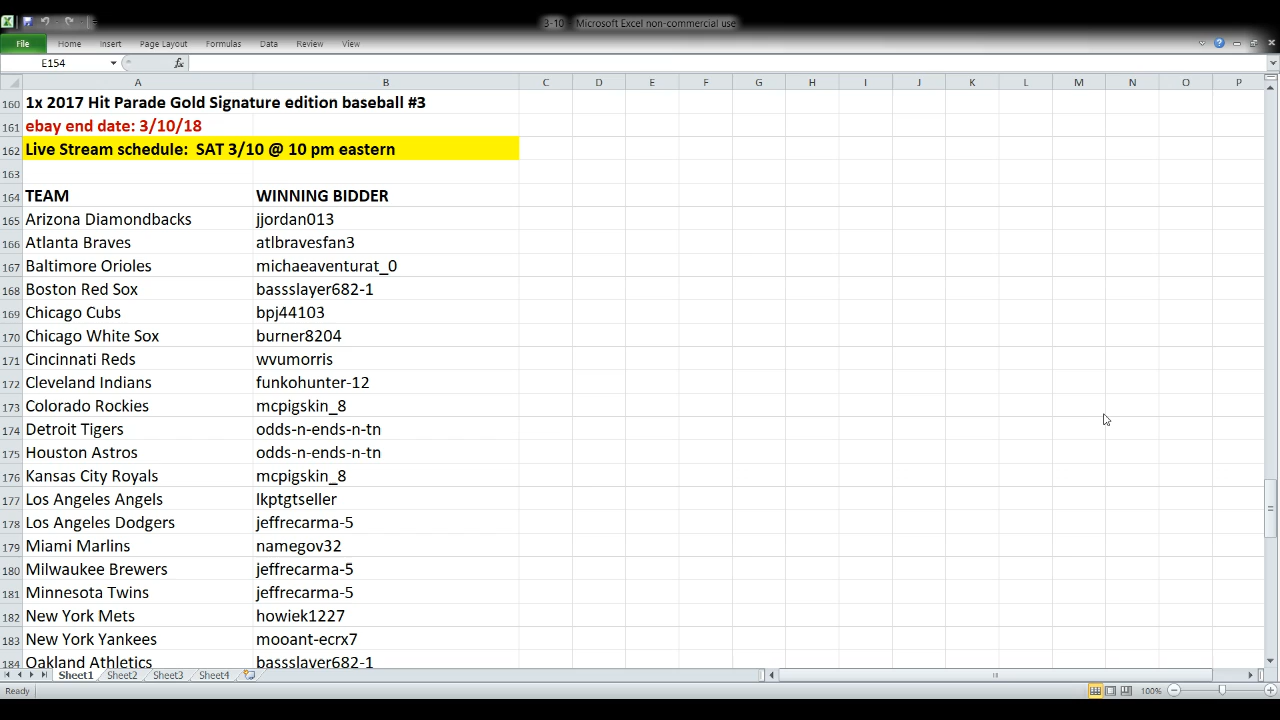 3-10 - Microsoft Excel non-commercial use
File Home Insert Page Layout Formulas Data Review View
E154 fx
A B C D E F G H I J K L M N O P
160 1x 2017 Hit Parade Gold Signature edition baseball #3
161 ebay end date: 3/10/18
162 Live Stream schedule: SAT 3/10 @ 10 pm eastern
163
164 TEAM WINNING BIDDER
165 Arizona Diamondbacks jjordan013
166 Atlanta Braves atlbravesfan3
167 Baltimore Orioles michaeaventurat_0
168 Boston Red Sox bassslayer682-1
169 Chicago Cubs bpj44103
170 Chicago White Sox burner8204
171 Cincinnati Reds wvumorris
172 Cleveland Indians funkohunter-12
173 Colorado Rockies mcpigskin_8
174 Detroit Tigers odds-n-ends-n-tn
175 Houston Astros odds-n-ends-n-tn
176 Kansas City Royals mcpigskin_8
177 Los Angeles Angels lkptgtseller
178 Los Angeles Dodgers jeffrecarma-5
179 Miami Marlins namegov32
180 Milwaukee Brewers jeffrecarma-5
181 Minnesota Twins jeffrecarma-5
182 New York Mets howiek1227
183 New York Yankees mooant-ecrx7
184 Oakland Athletics bassslayer682-1
Sheet1 Sheet2 Sheet3 Sheet4
Ready 100%